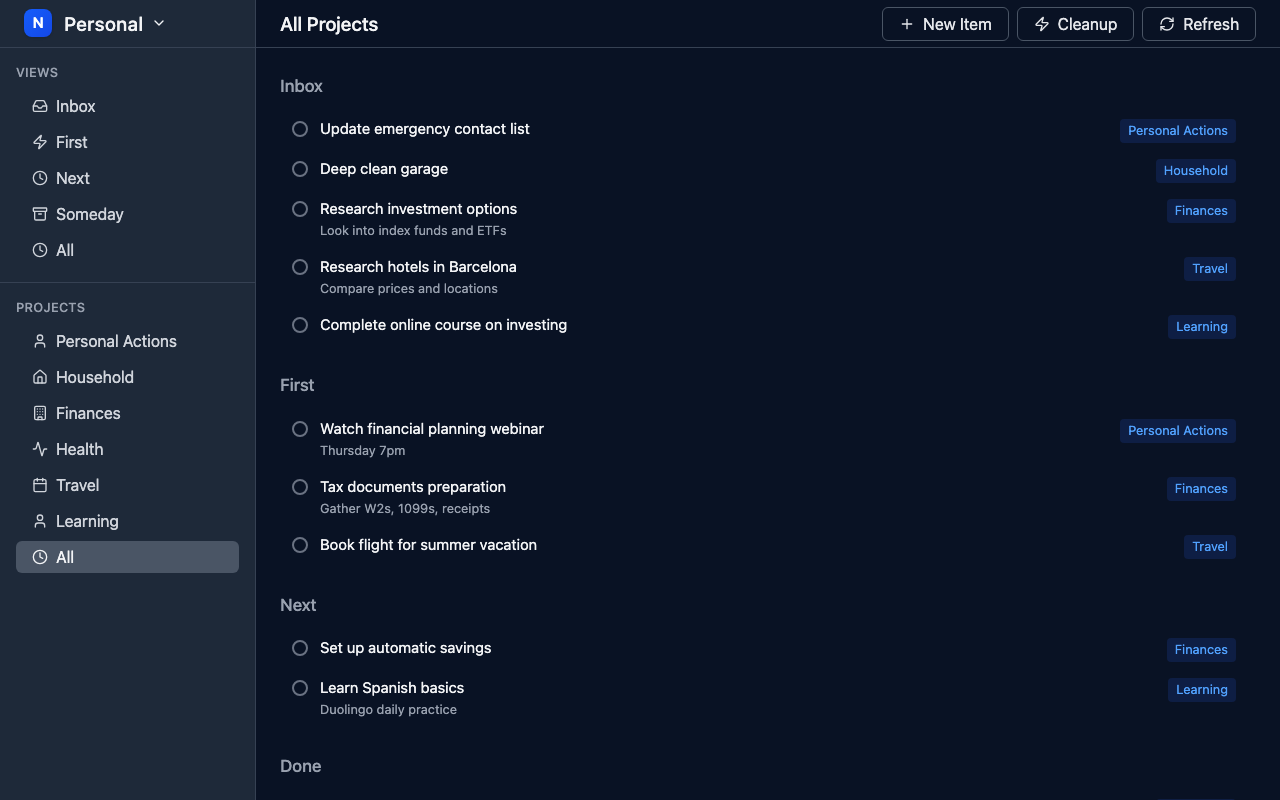 N Personal
All Projects
New Item
Cleanup
Refresh
VIEWS
Inbox
First
Next
Someday
All
PROJECTS
Personal Actions
Household
Finances
Health
Travel
Learning
All
Inbox
Update emergency contact list
Personal Actions
Deep clean garage
Household
Research investment options
Finances
Look into index funds and ETFs
Research hotels in Barcelona
Travel
Compare prices and locations
Complete online course on investing
Learning
First
Watch financial planning webinar
Personal Actions
Thursday 7pm
Tax documents preparation
Finances
Gather W2s, 1099s, receipts
Book flight for summer vacation
Travel
Next
Set up automatic savings
Finances
Learn Spanish basics
Learning
Duolingo daily practice
Done